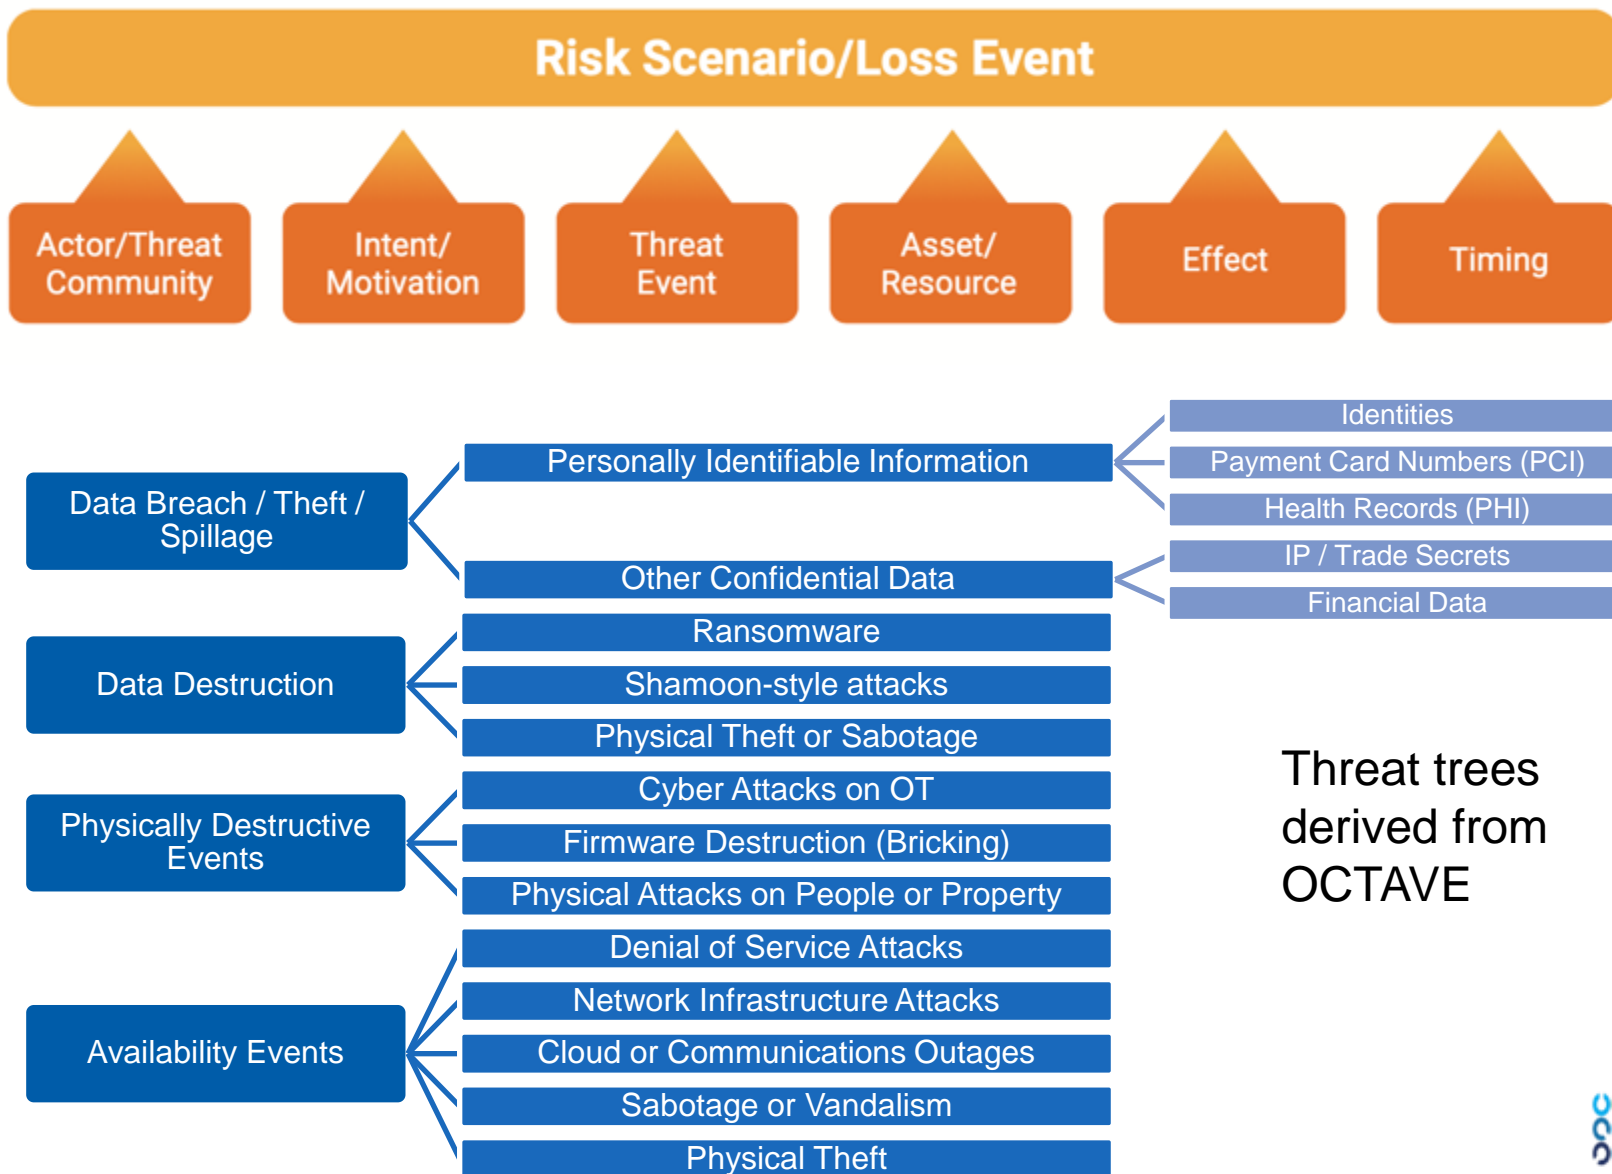 Risk Scenario/Loss Event
Actor/Threat
Community
Intent/
Motivation
Threat
Event
Asset/
Resource
Effect
Timing
Data Breach / Theft /
Spillage
Personally Identifiable Information
Identities
Payment Card Numbers (PCI)
Health Records (PHI)
Other Confidential Data
IP / Trade Secrets
Financial Data
Data Destruction
Ransomware
Shamoon-style attacks
Physical Theft or Sabotage
Physically Destructive
Events
Cyber Attacks on OT
Firmware Destruction (Bricking)
Physical Attacks on People or Property
Availability Events
Denial of Service Attacks
Network Infrastructure Attacks
Cloud or Communications Outages
Sabotage or Vandalism
Physical Theft
Threat trees
derived from
OCTAVE